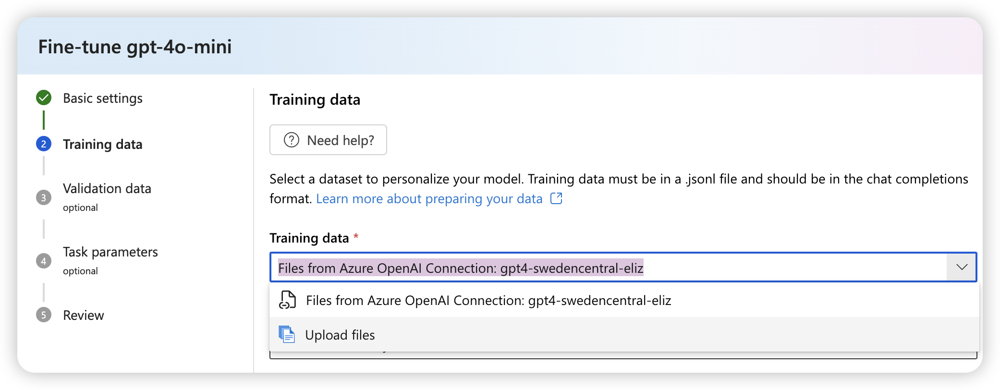 Fine-tune gpt-4o-mini
Basic settings
2 Training data
3 Validation data
optional
4 Task parameters
optional
5 Review
Training data
Need help?
Select a dataset to personalize your model. Training data must be in a .jsonl file and should be in the chat completions
format. Learn more about preparing your data
Training data *
Files from Azure OpenAI Connection: gpt4-swedencentral-eliz
Files from Azure OpenAI Connection: gpt4-swedencentral-eliz
Upload files